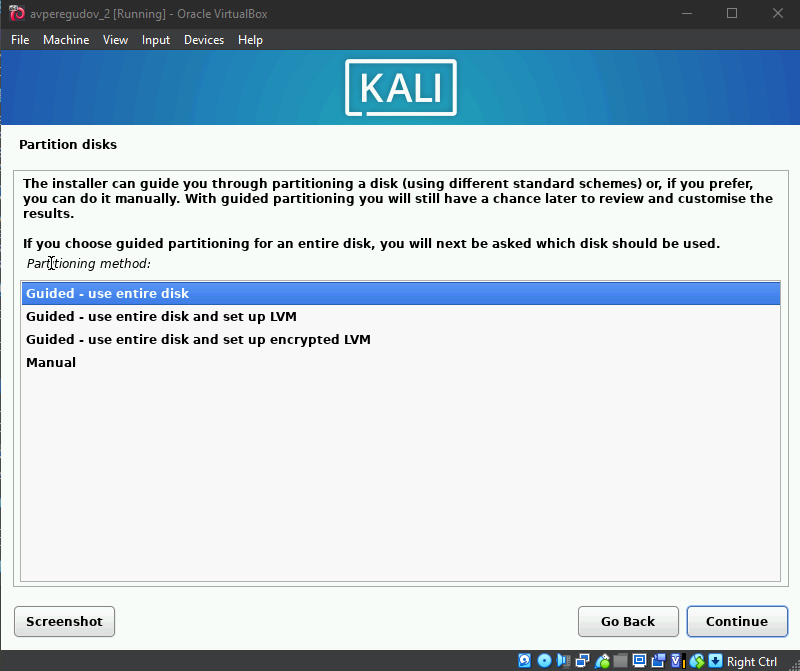 avperegudov_2 [Running] - Oracle VirtualBox
File Machine View Input Devices Help
KALI
Partition disks
The installer can guide you through partitioning a disk (using different standard schemes) or, if you prefer,
you can do it manually. With guided partitioning you will still have a chance later to review and customise the
results.
If you choose guided partitioning for an entire disk, you will next be asked which disk should be used.
Partitioning method:
Guided - use entire disk
Guided - use entire disk and set up LVM
Guided - use entire disk and set up encrypted LVM
Manual
Screenshot Go Back Continue
Right Ctrl